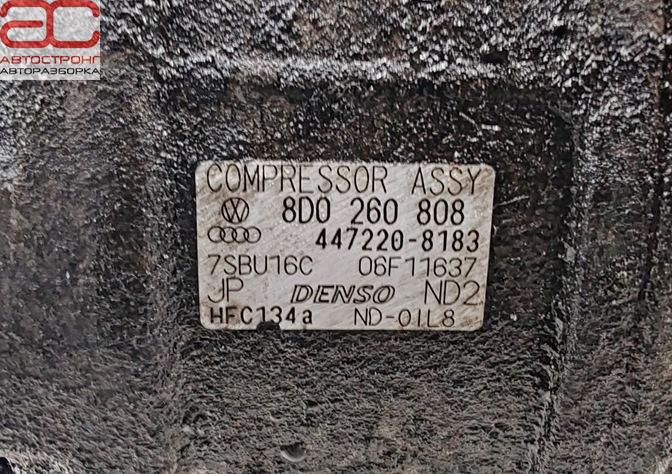 АС
АВТОСТРОНГ
АВТОРАЗБОРКА
COMPRESSOR ASSY
8D0 260 808
447220-8183
7SBU16C 06F11637
JP DENSO ND2
HFC134a ND-OIL8